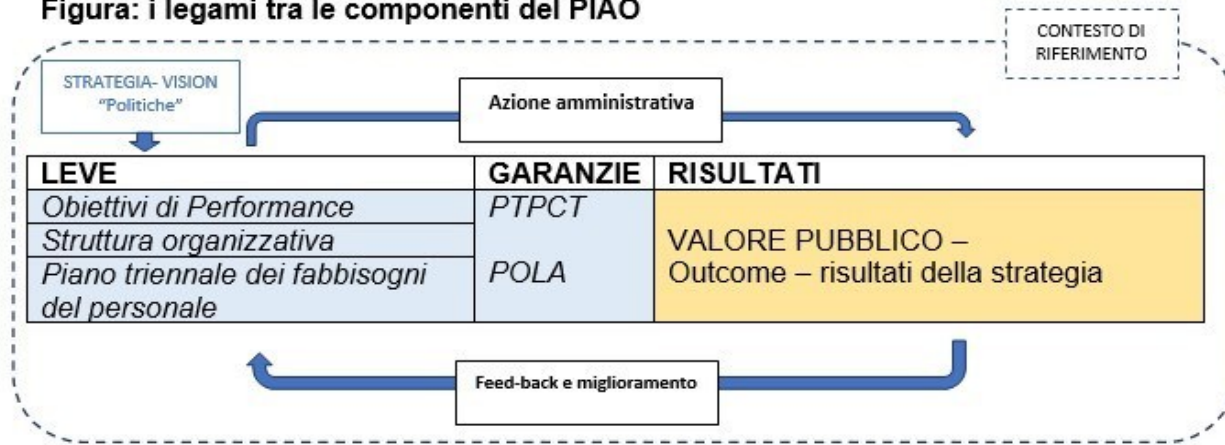 Figura: i legami tra le componenti del PIAO
CONTESTO DI
RIFERIMENTO
STRATEGIA- VISION
"Politiche"
Azione amministrativa
LEVE GARANZIE RISULTATI
Obiettivi di Performance PTPCT
Struttura organizzativa VALORE PUBBLICO –
Piano triennale dei fabbisogni POLA Outcome – risultati della strategia
del personale
Feed-back e miglioramento